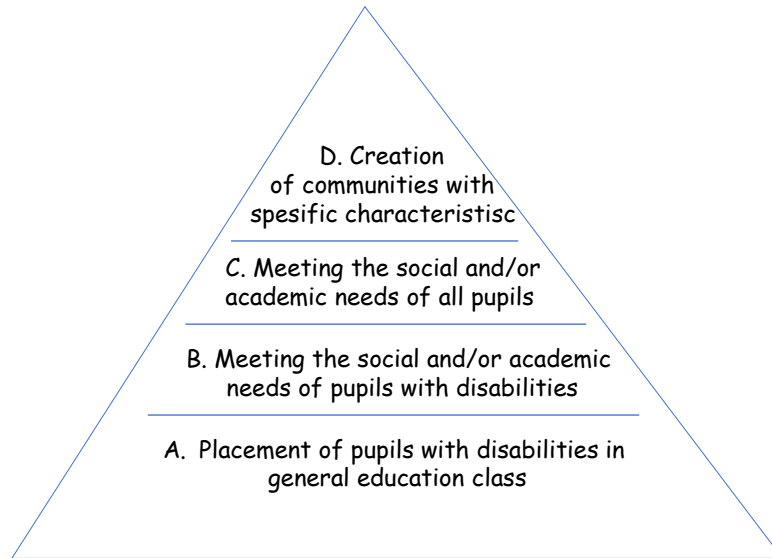 D. Creation
of communities with
spesific characteristisc
C. Meeting the social and/or
academic needs of all pupils
B. Meeting the social and/or academic
needs of pupils with disabilities
A. Placement of pupils with disabilities in
general education class